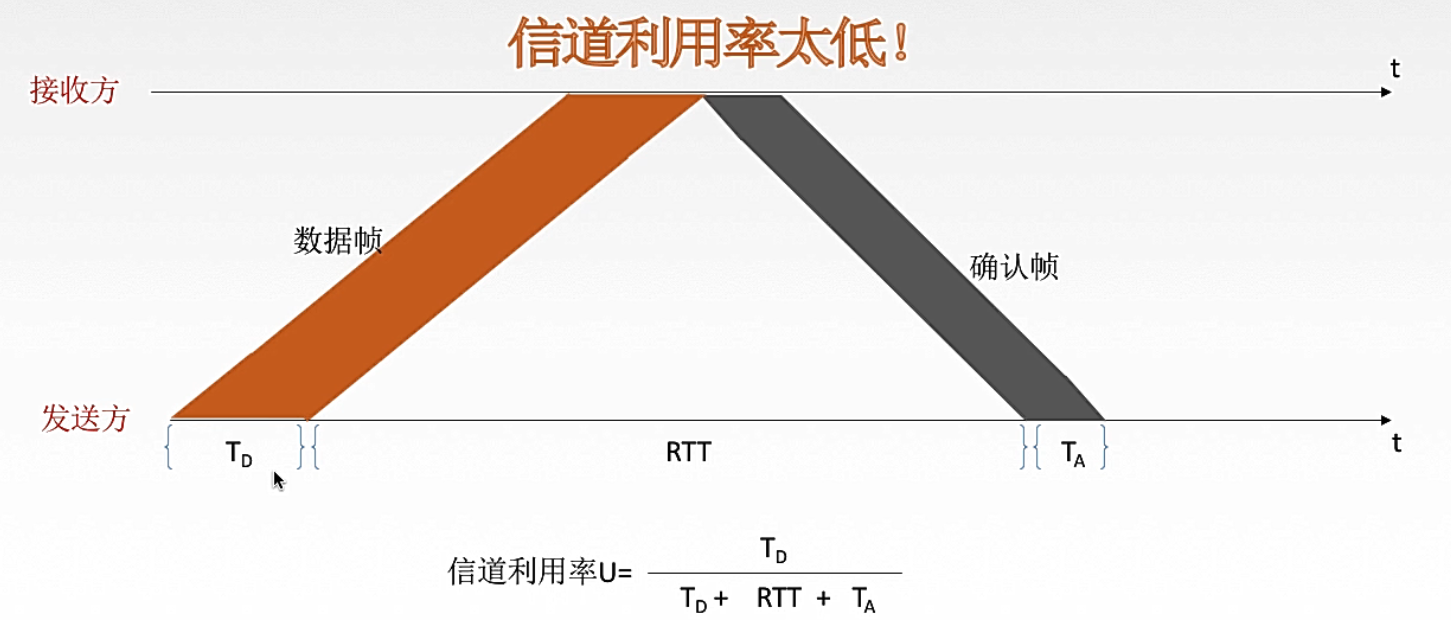 信道利用率太低!
t
接收方
数据帧
确认帧
发送方
t
T_D
RTT
T_A
信道利用率U=
T_D
T_D + RTT + T_A